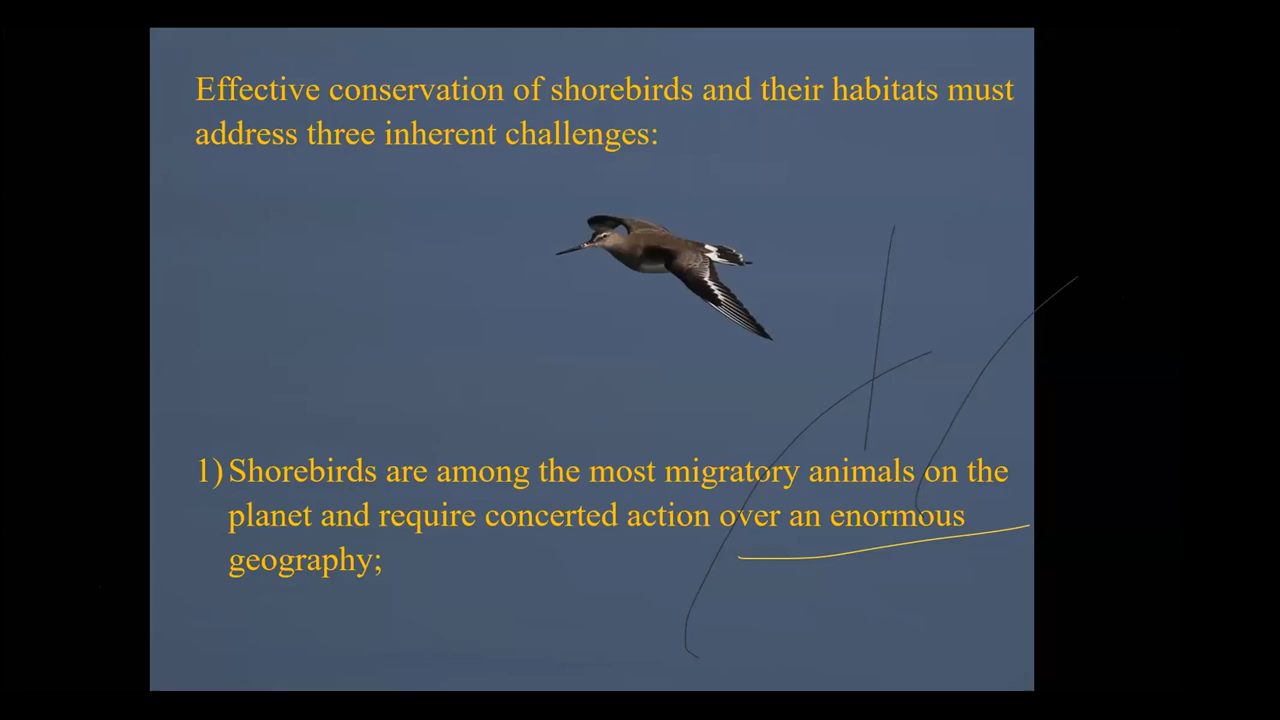 Effective conservation of shorebirds and their habitats must
address three inherent challenges:
1) Shorebirds are among the most migratory animals on the
planet and require concerted action over an enormous
geography;